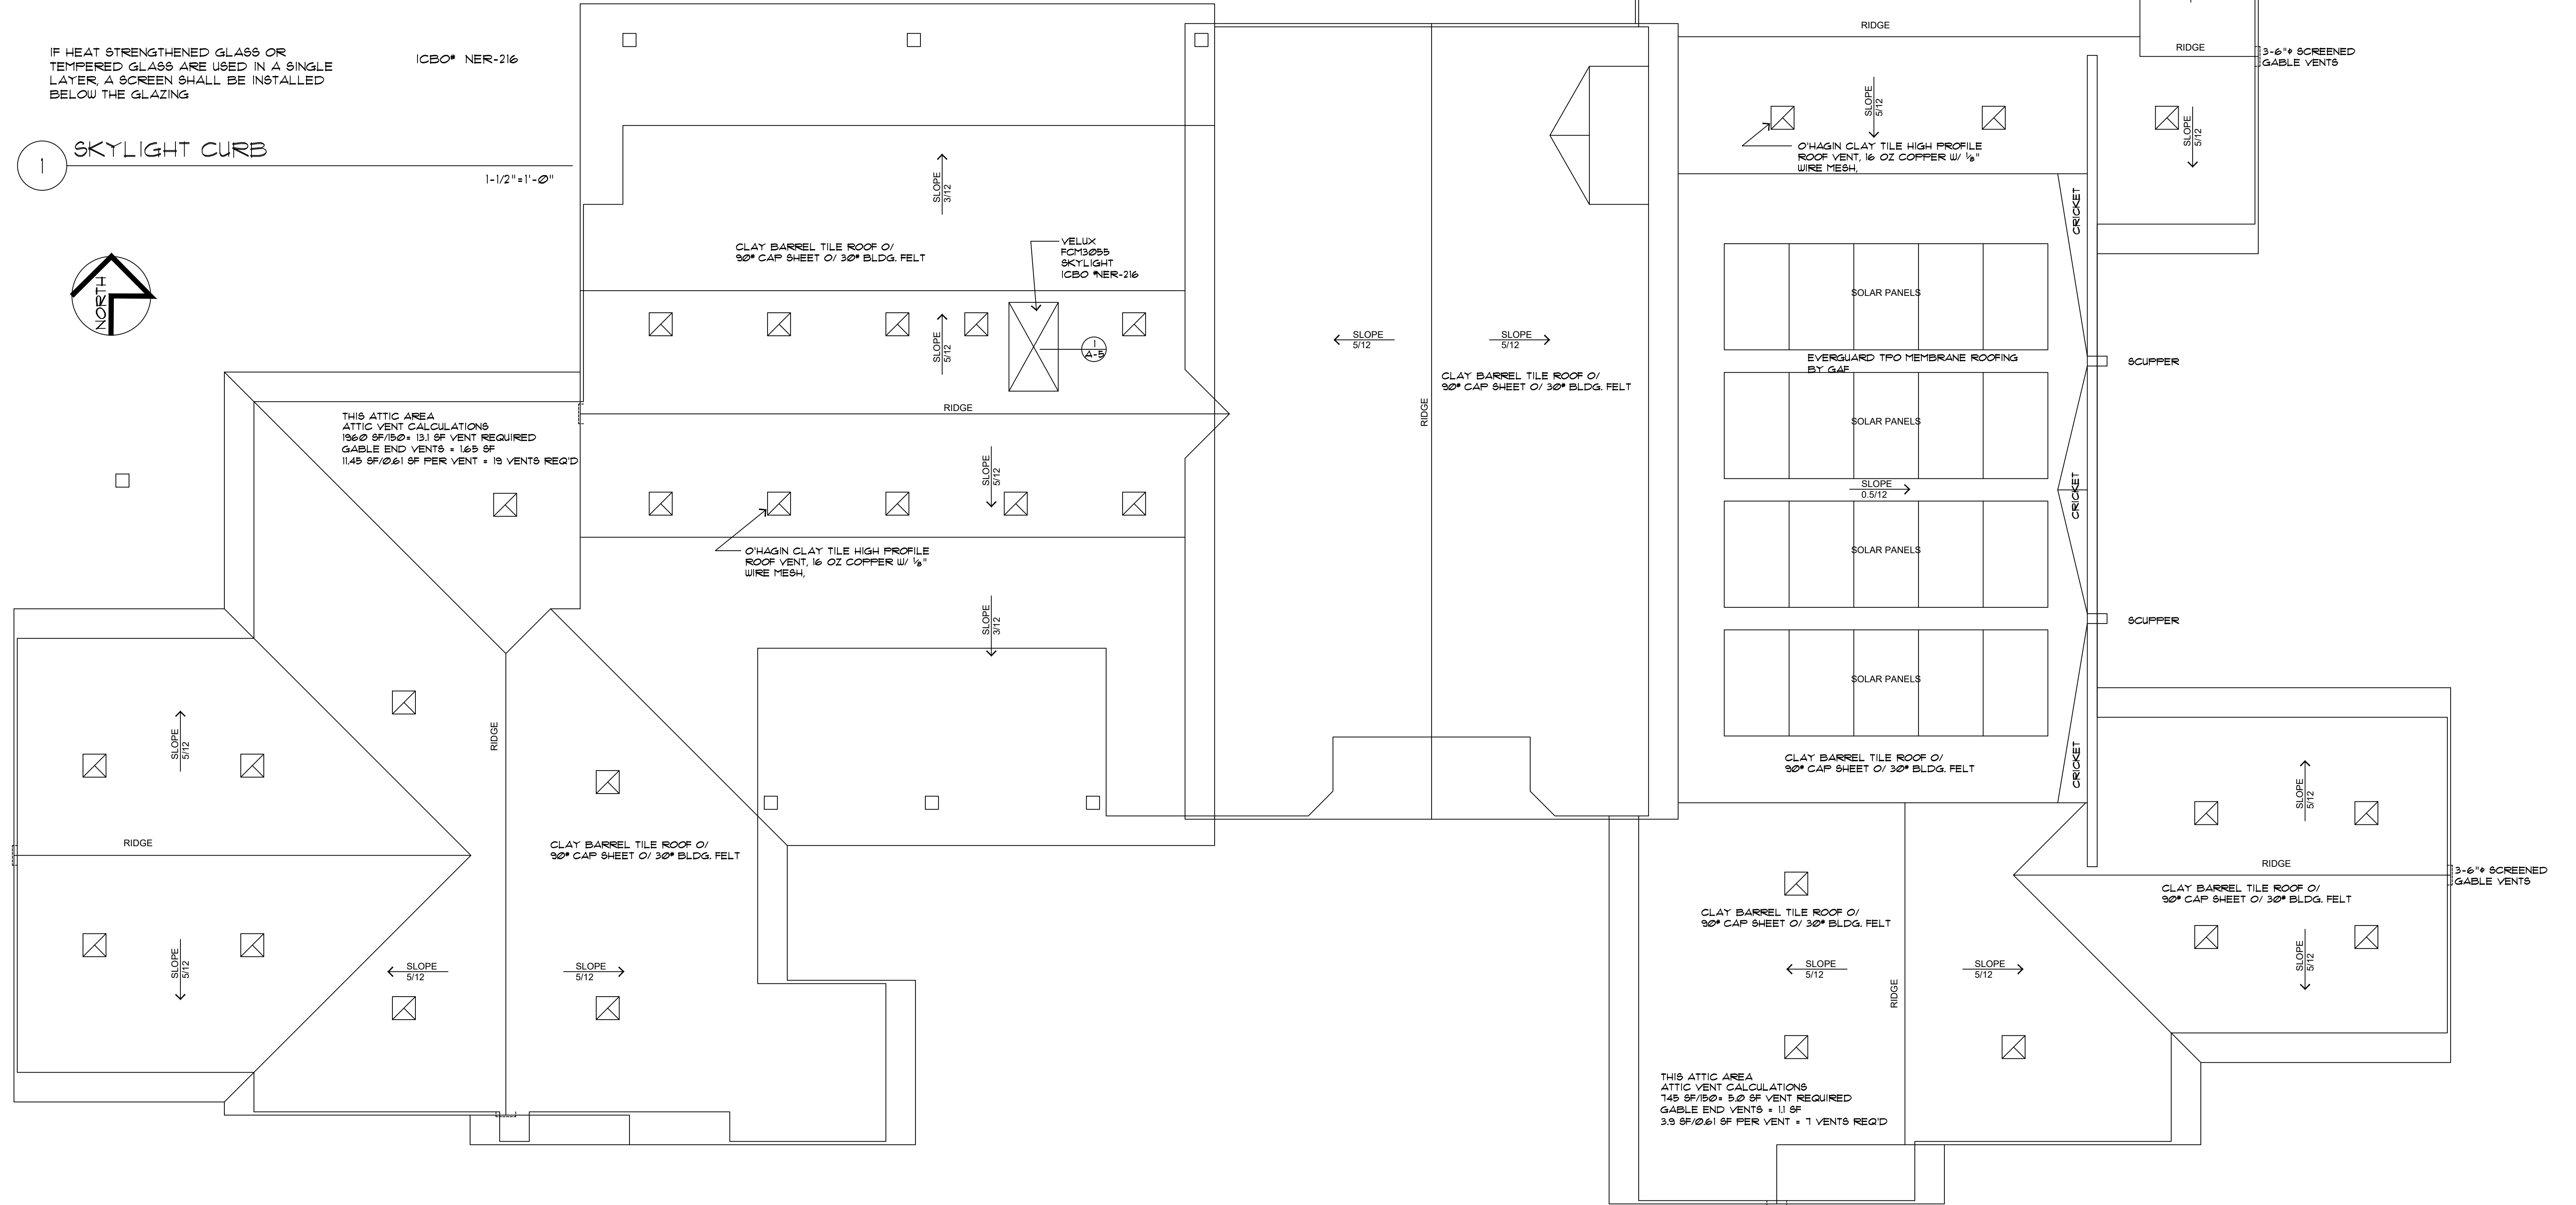 IF HEAT STRENGTHENED GLASS OR
TEMPERED GLASS ARE USED IN A SINGLE
LAYER, A SCREEN SHALL BE INSTALLED
BELOW THE GLAZING
ICBO# NER-216
1
SKYLIGHT CURB
1-1/2"=1'-0"
NORTH
SLOPE
3/12
CLAY BARREL TILE ROOF O/
90# CAP SHEET O/ 30# BLDG. FELT
VELUX
FCM3055
SKYLIGHT
ICBO #NER-216
SLOPE
5/12
1
A-5
RIDGE
THIS ATTIC AREA
ATTIC VENT CALCULATIONS
1960 SF/150= 13.1 SF VENT REQUIRED
GABLE END VENTS = 1.65 SF
11.45 SF/0.61 SF PER VENT = 19 VENTS REQ'D
SLOPE
5/12
O'HAGIN CLAY TILE HIGH PROFILE
ROOF VENT, 16 OZ COPPER W/ 1/8"
WIRE MESH,
SLOPE
3/12
RIDGE
SLOPE
5/12
RIDGE
SLOPE
5/12
CLAY BARREL TILE ROOF O/
90# CAP SHEET O/ 30# BLDG. FELT
SLOPE
5/12
SLOPE
5/12
SLOPE
5/12
SLOPE
5/12
RIDGE
CLAY BARREL TILE ROOF O/
90# CAP SHEET O/ 30# BLDG. FELT
RIDGE
RIDGE
3-6"φ SCREENED
GABLE VENTS
SLOPE
5/12
SLOPE
5/12
O'HAGIN CLAY TILE HIGH PROFILE
ROOF VENT, 16 OZ COPPER W/ 1/8"
WIRE MESH,
CRICKET
SOLAR PANELS
EVERGUARD TPO MEMBRANE ROOFING
BY GAF
SCUPPER
SOLAR PANELS
SLOPE
0.5/12
CRICKET
SOLAR PANELS
SCUPPER
SOLAR PANELS
CLAY BARREL TILE ROOF O/
90# CAP SHEET O/ 30# BLDG. FELT
CRICKET
SLOPE
5/12
RIDGE
3-6"φ SCREENED
GABLE VENTS
CLAY BARREL TILE ROOF O/
90# CAP SHEET O/ 30# BLDG. FELT
SLOPE
5/12
CLAY BARREL TILE ROOF O/
90# CAP SHEET O/ 30# BLDG. FELT
SLOPE
5/12
RIDGE
SLOPE
5/12
THIS ATTIC AREA
ATTIC VENT CALCULATIONS
745 SF/150= 5.0 SF VENT REQUIRED
GABLE END VENTS = 1.1 SF
3.9 SF/0.61 SF PER VENT = 7 VENTS REQ'D